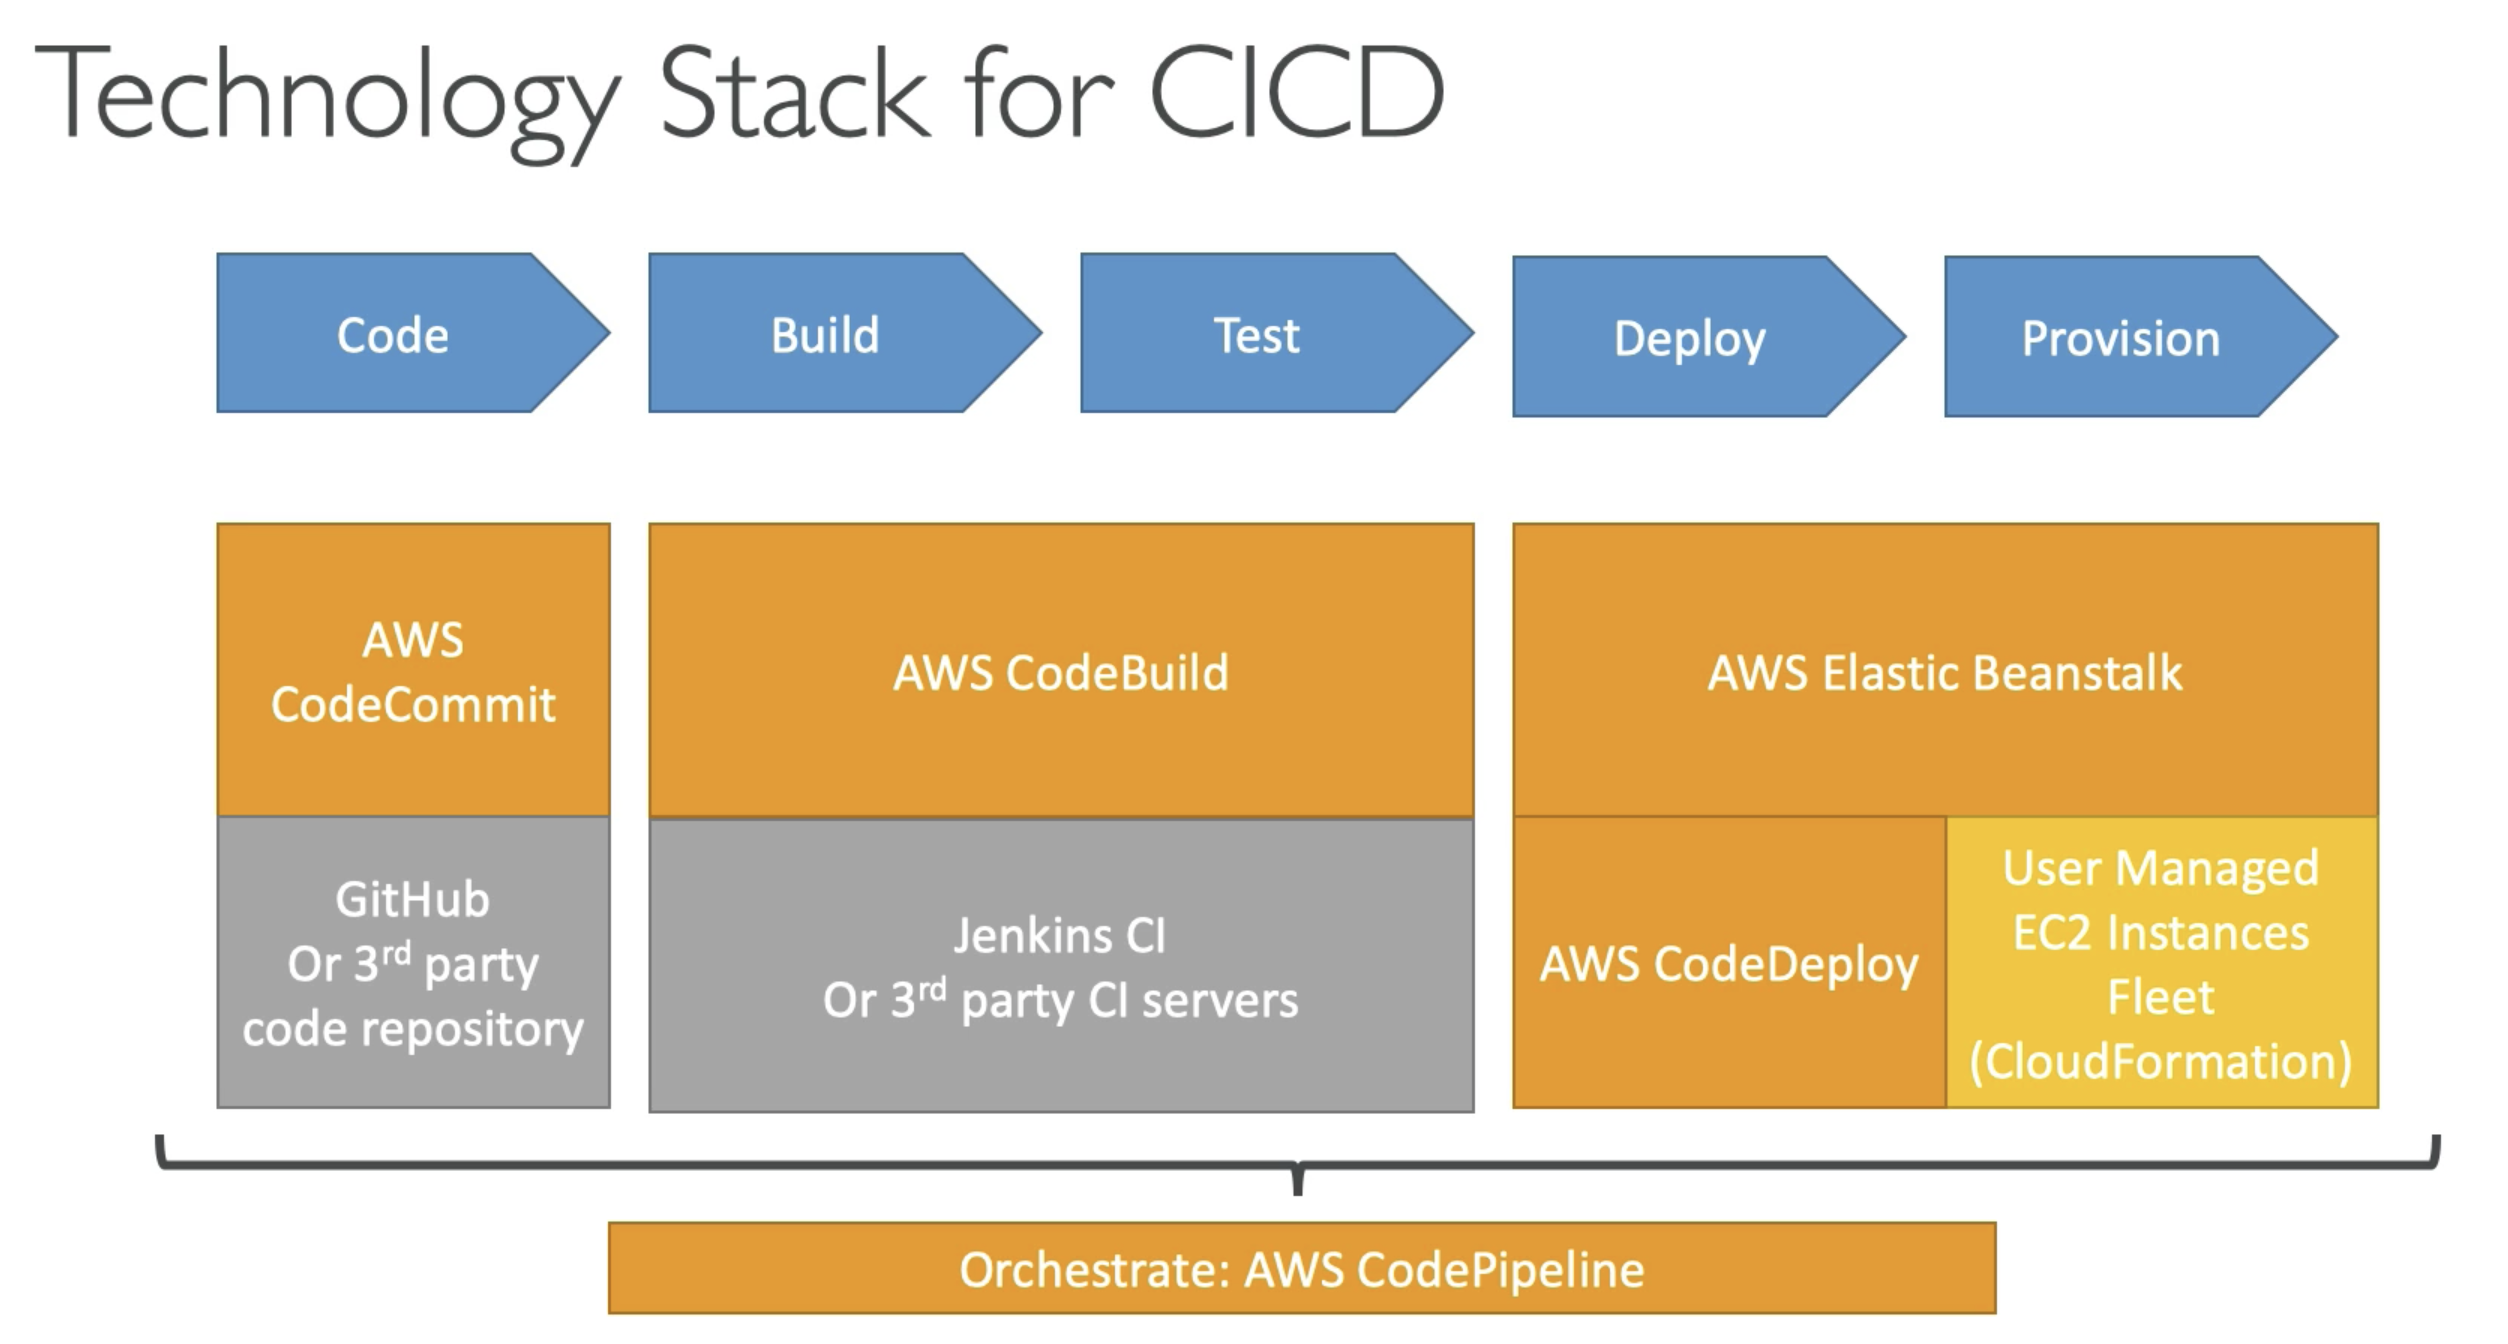 Technology Stack for CICD
Code
Build
Test
Deploy
Provision
AWS
CodeCommit
AWS CodeBuild
AWS Elastic Beanstalk
GitHub
Or 3rd party
code repository
Jenkins CI
Or 3rd party CI servers
AWS CodeDeploy
User Managed
EC2 Instances
Fleet
(CloudFormation)
Orchestrate: AWS CodePipeline